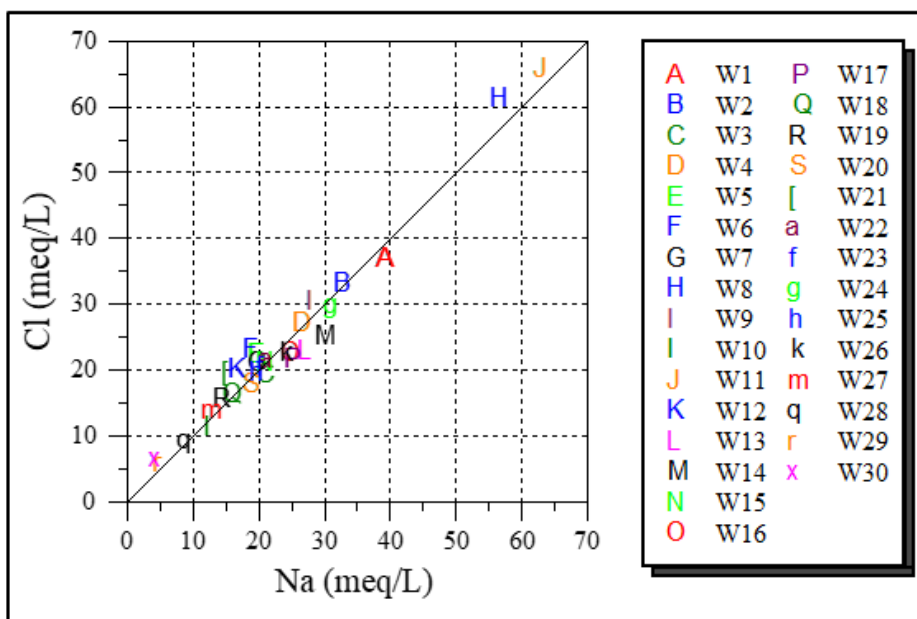 70
60
50
40
30
20
10
0
Cl (meq/L)
0 10 20 30 40 50 60 70
Na (meq/L)
J
H
A
B
I
g
D
M
F
E
K
C
L
S
R
m
q
x
A W1 P W17
B W2 Q W18
C W3 R W19
D W4 S W20
E W5 [ W21
F W6 a W22
G W7 f W23
H W8 g W24
I W9 h W25
I W10 k W26
J W11 m W27
K W12 q W28
L W13 r W29
M W14 x W30
N W15
O W16